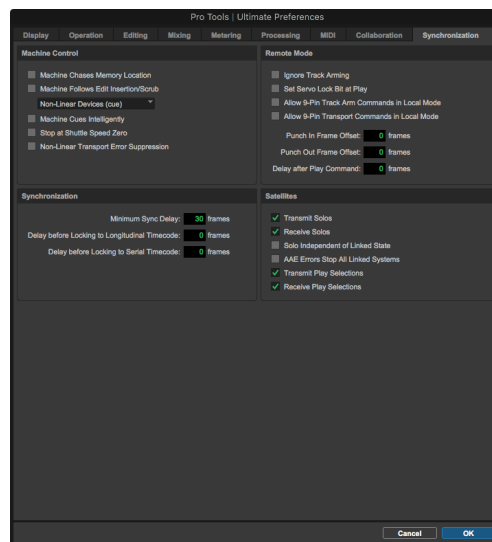 Pro Tools | Ultimate Preferences
Display Operation Editing Mixing Metering Processing MIDI Collaboration Synchronization
Machine Control
Machine Chases Memory Location
Machine Follows Edit Insertion/Scrub
Non-Linear Devices (cue)
Machine Cues Intelligently
Stop at Shuttle Speed Zero
Non-Linear Transport Error Suppression
Remote Mode
Ignore Track Arming
Set Servo Lock Bit at Play
Allow 9-Pin Track Arm Commands in Local Mode
Allow 9-Pin Transport Commands in Local Mode
Punch In Frame Offset: 0 frames
Punch Out Frame Offset: 0 frames
Delay after Play Command: 0 frames
Synchronization
Minimum Sync Delay: 30 frames
Delay before Locking to Longitudinal Timecode: 0 frames
Delay before Locking to Serial Timecode: 0 frames
Satellites
Transmit Solos
Receive Solos
Solo Independent of Linked State
AAE Errors Stop All Linked Systems
Transmit Play Selections
Receive Play Selections
Cancel OK